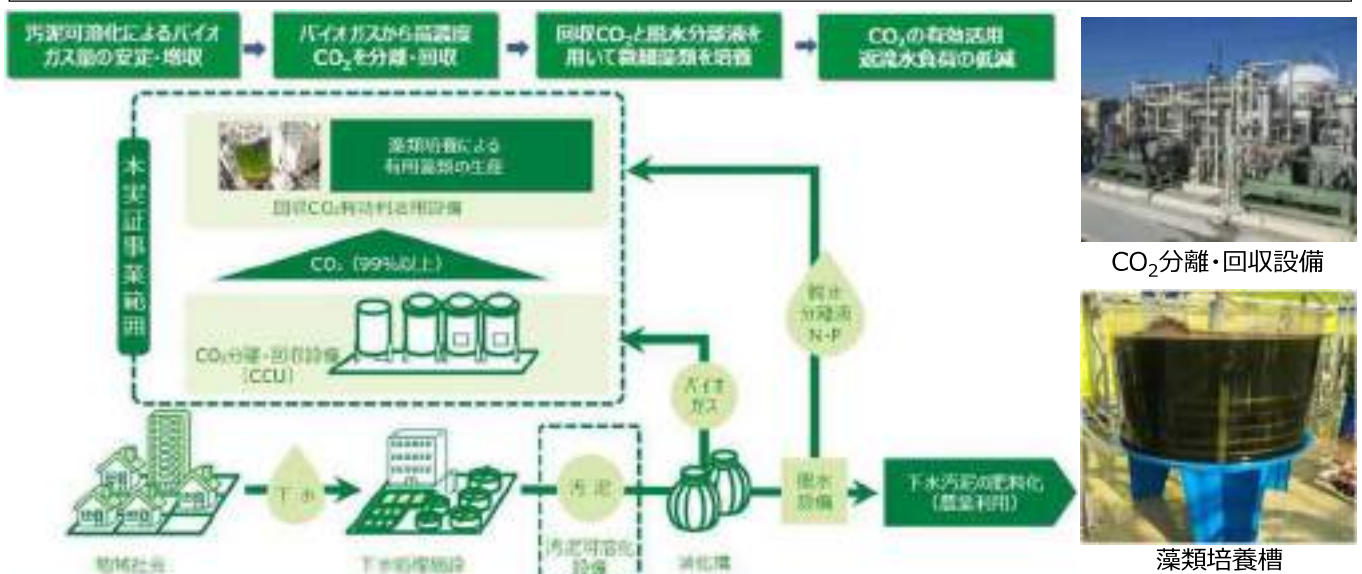 汚泥可溶化によるバイオ
ガス量の安定・増収
バイオガスから高濃度
CO₂を分離・回収
回収CO₂と脱水分離液を
用いて微細藻類を培養
CO₂の有効活用
返流水負荷の低減
本実証事業範囲
藻類培養による
有用藻類の生産
回収CO₂有効利活用設備
CO₂（99%以上）
CO₂分離・回収設備
（CCU）
脱水
分離液
N・P
バイオ
ガス
CO₂分離・回収設備
地域社会
下水
下水処理施設
汚泥
汚泥可溶化
設備
消化槽
脱水
設備
下水汚泥の肥料化
（農業利用）
藻類培養槽